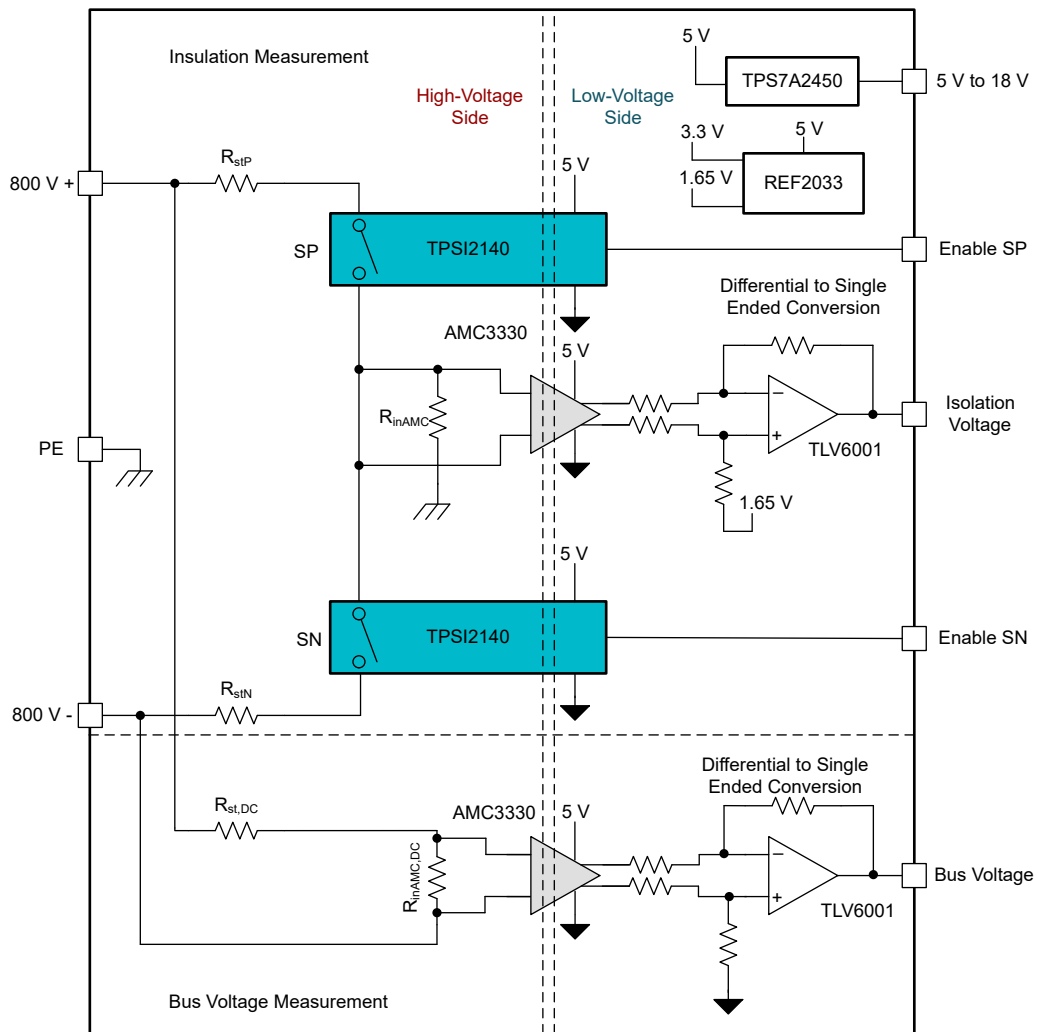 Insulation Measurement
High-Voltage
Side
Low-Voltage
Side
5 V
TPS7A2450
5 V to 18 V
3.3 V
5 V
1.65 V
REF2033
800 V +
RstP
5 V
SP
TPSI2140
Enable SP
Differential to Single
Ended Conversion
AMC3330
5 V
RinAMC
−
+
TLV6001
Isolation
Voltage
PE
1.65 V
5 V
SN
TPSI2140
Enable SN
RstN
800 V -
Differential to Single
Ended Conversion
Rst,DC
AMC3330
5 V
RinAMC,DC
−
+
TLV6001
Bus Voltage
Bus Voltage Measurement